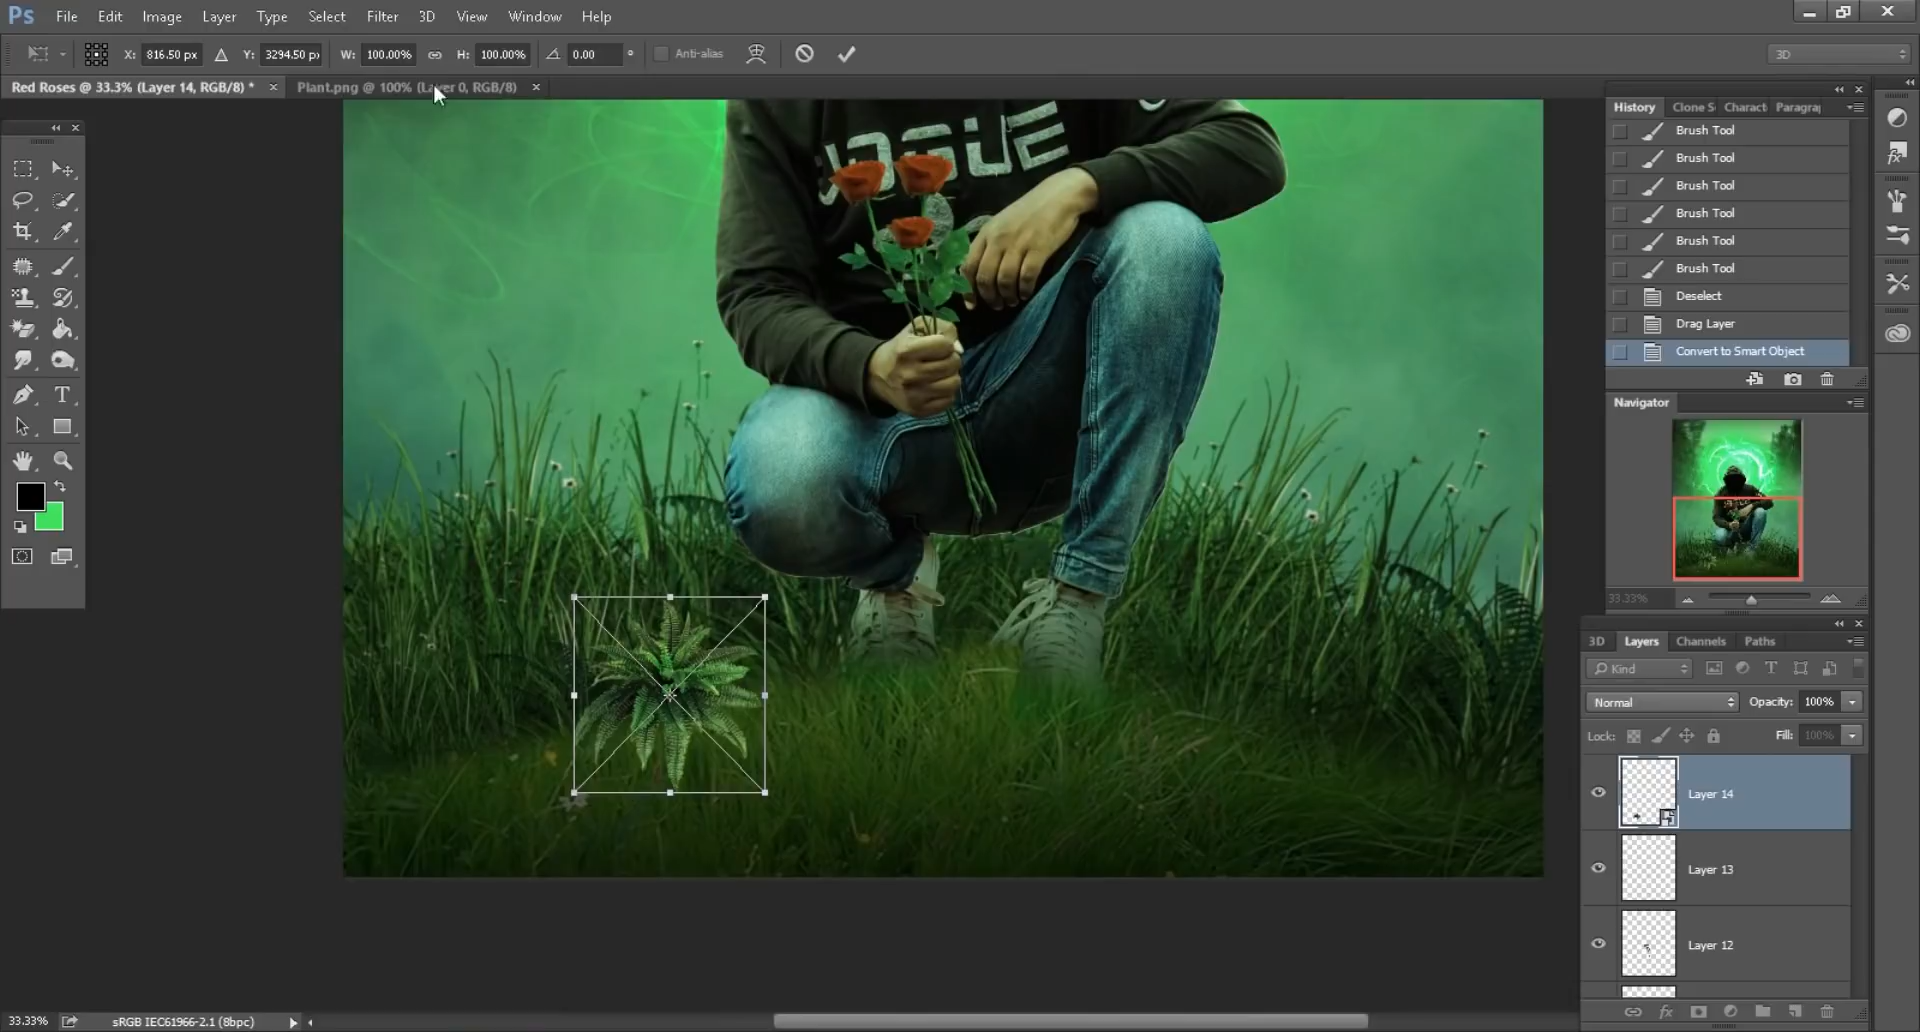 Ps File Edit Image Layer Type Select Filter 3D View Window Help
X: 816.50 px Y: 3294.50 p W: 100.00% H: 100.00% 0.00 ° Anti-alias 3D
Red Roses @ 33.3% (Layer 14, RGB/8) * × Plant.png @ 100% (Layer 0, RGB/8) ×
VOGUE
History Clone S Charact Paragra
Brush Tool
Brush Tool
Brush Tool
Brush Tool
Brush Tool
Brush Tool
Deselect
Drag Layer
Convert to Smart Object
Navigator
33.33%
3D Layers Channels Paths
Kind
Normal Opacity: 100%
Lock: Fill: 100%
Layer 14
Layer 13
Layer 12
33.33% sRGB IEC61966-2.1 (8bpc)